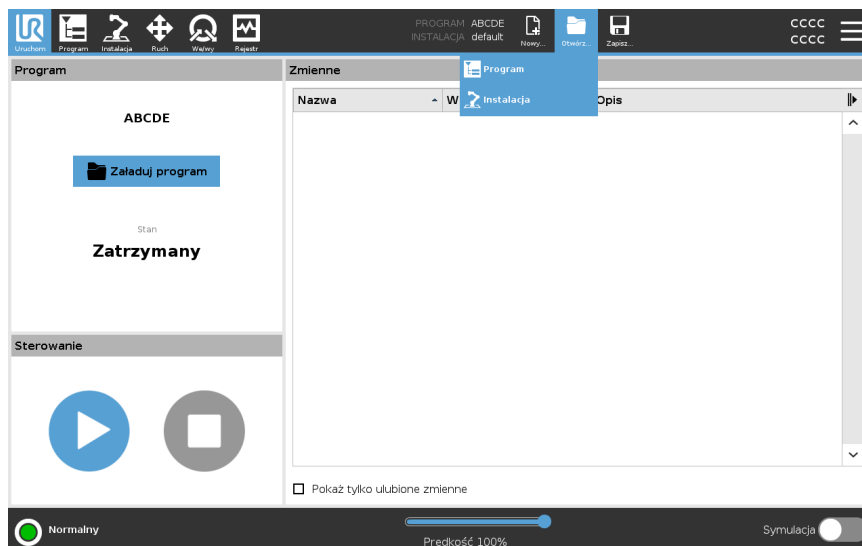 Uruchom
Program
Instalacja
Ruch
We/wy
Rejestr
PROGRAM ABCDE
INSTALACJA default
Nowy...
Otwórz...
Zapisz...
CCCC
CCCC
Program
Zmienne
Program
Instalacja
Nazwa
W
Opis
ABCDE
Załaduj program
Stan
Zatrzymany
Sterowanie
Pokaż tylko ulubione zmienne
Normalny
Predkość 100%
Symulacja